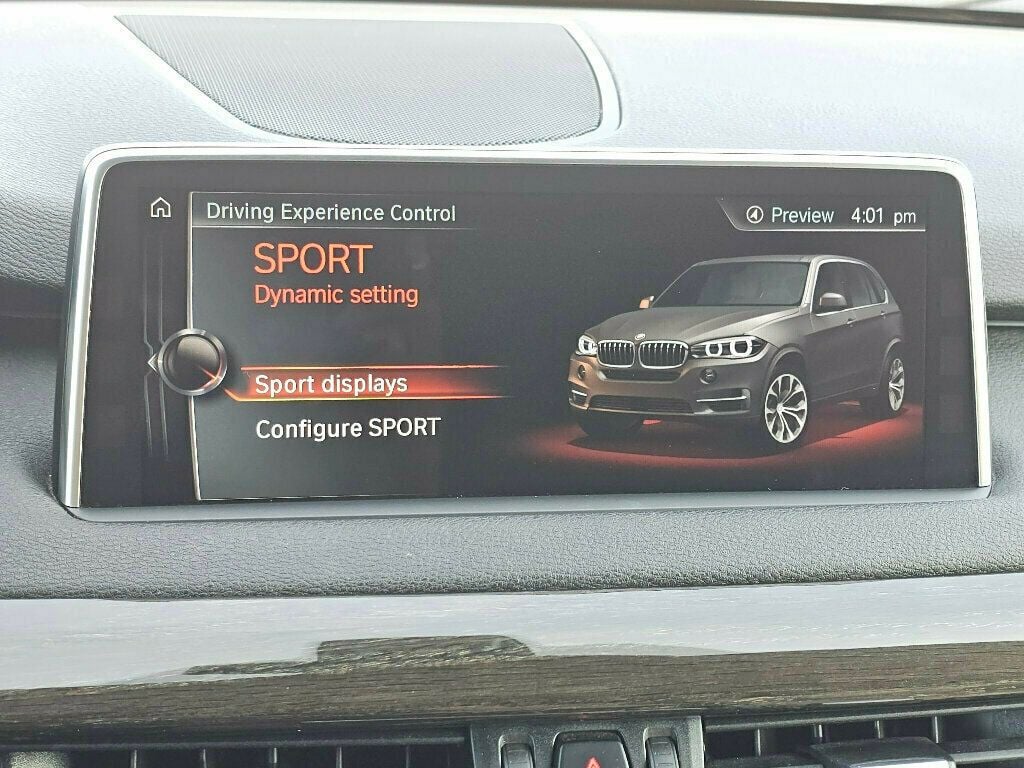 Driving Experience Control
Preview 4:01 pm
SPORT
Dynamic setting
Sport displays
Configure SPORT